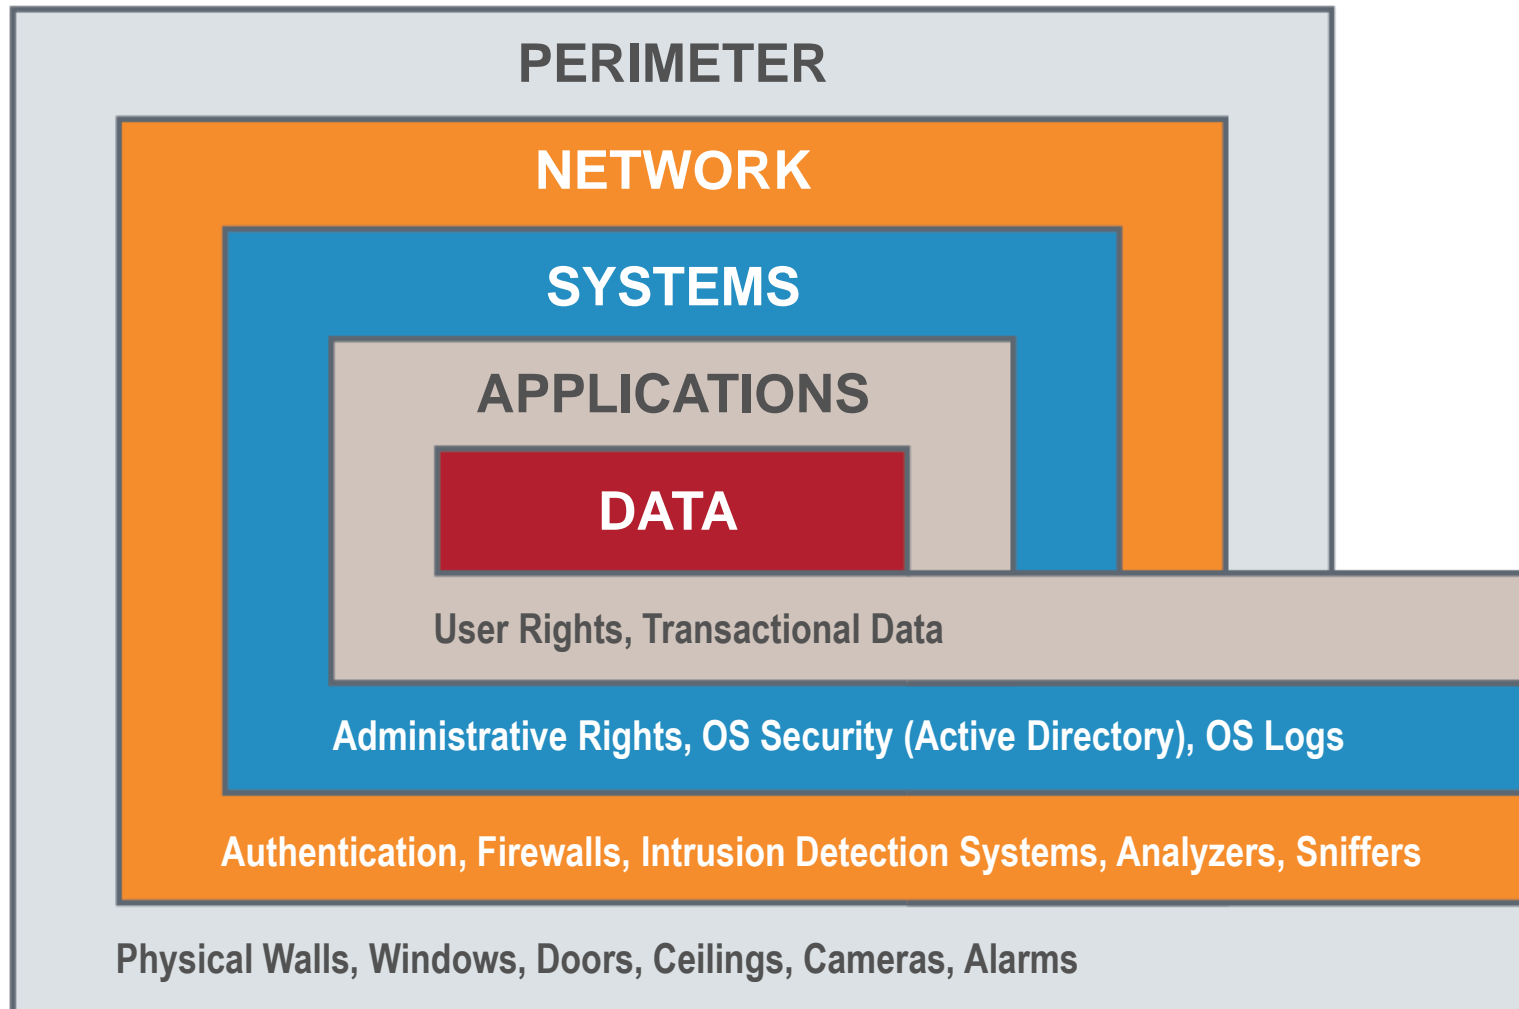 PERIMETER
NETWORK
SYSTEMS
APPLICATIONS
DATA
User Rights, Transactional Data
Administrative Rights, OS Security (Active Directory), OS Logs
Authentication, Firewalls, Intrusion Detection Systems, Analyzers, Sniffers
Physical Walls, Windows, Doors, Ceilings, Cameras, Alarms